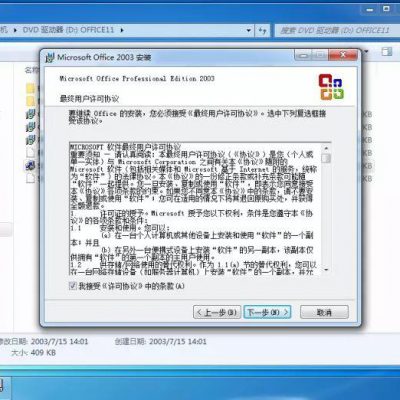 机 ▸ DVD 驱动器 (D:) OFFICE11 ▸
搜索 DVD 驱动器 (D:) OFFICE11
Microsoft Office 2003 安装
Microsoft Office Professional Edition 2003
最终用户许可协议
要继续 Office 的安装，您必须接受《最终用户许可协议》。选中下列复选框接
受该协议。
MICROSOFT 软件最终用户许可协议
重要须知 — 请认真阅读：本最终用户许可协议（《协议》）是您（个人或
单一实体）与 Microsoft Corporation 之间有关本《协议》随附的
Microsoft 软件（包括相关媒体和 Microsoft 基于 Internet 的服务，统称
为“软件”）的法律协议。本《协议》的一份修正条款或补充条款可能随
“软件”一起提供。您一旦安装、复制或使用“软件”，即表示您同意接受
本《协议》各项条款的约束。如果您不同意本《协议》中的条款，请不要安
装、复制或使用“软件”；您可在适用的情况下将其退回原购买处，并获得
全额退款。
1. 许可证的授予。Microsoft 授予您以下权利，条件是您遵守本《协
议》的各项条款和条件：
1.1 安装和使用。您可以：
(a) 在一台个人计算机或其他设备上安装和使用“软件”的一个副
本；并且
(b) 在另外一台便携式设备上安装“软件”的另一副本，该副本仅
供拥有“软件”的第一个副本的主用户使用。
1.2 供存储/网络使用的替代权利。作为 1.1(a) 节的替代权利，您可以
在一台网络存储设备（如服务器计算机）上安装“软件”的一个副本，并允
我接受《许可协议》中的条款(A)
< 上一步(B)
下一步(N) >
取消
KB
KB
KB
KB
KB
修改日期: 2003/7/15 14:01
创建日期: 2003/7/15 14:01
大小: 409 KB